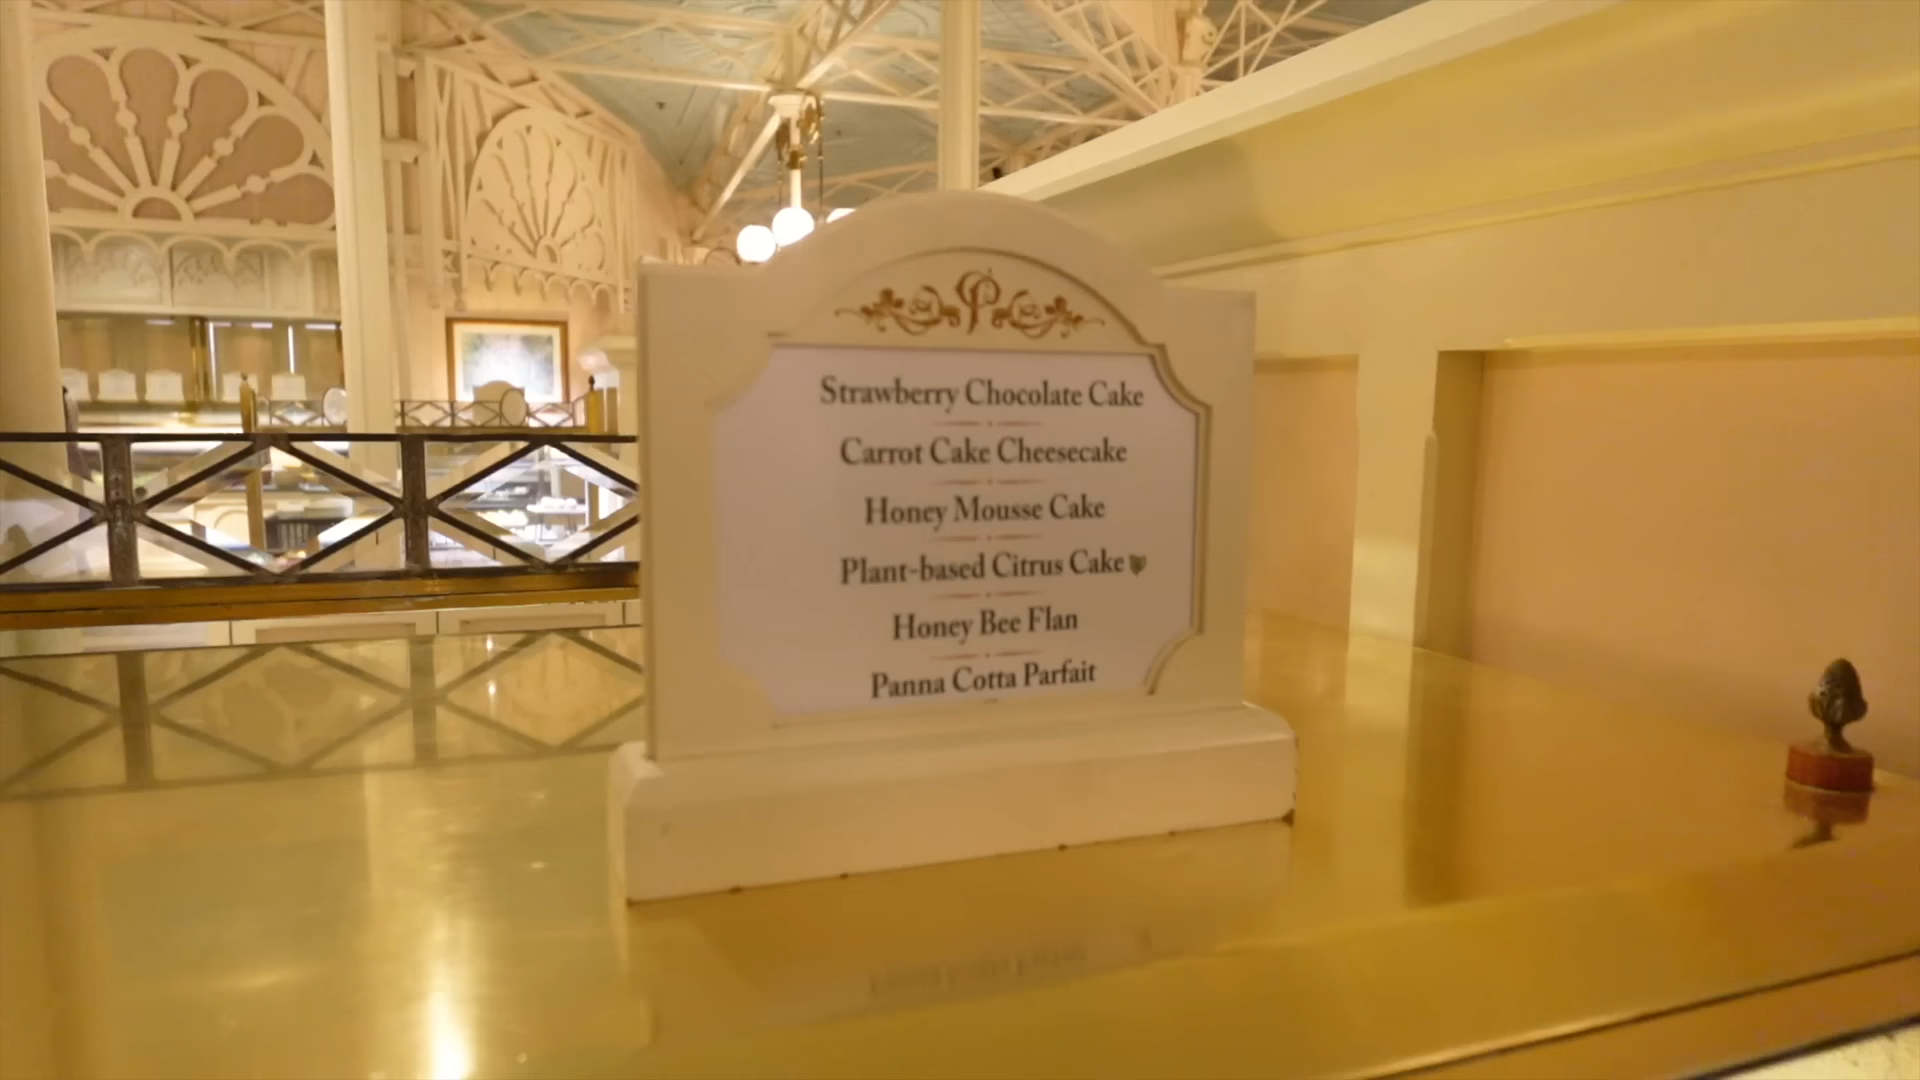 P
Strawberry Chocolate Cake
Carrot Cake Cheesecake
Honey Mousse Cake
Plant-based Citrus Cake
Honey Bee Flan
Panna Cotta Parfait